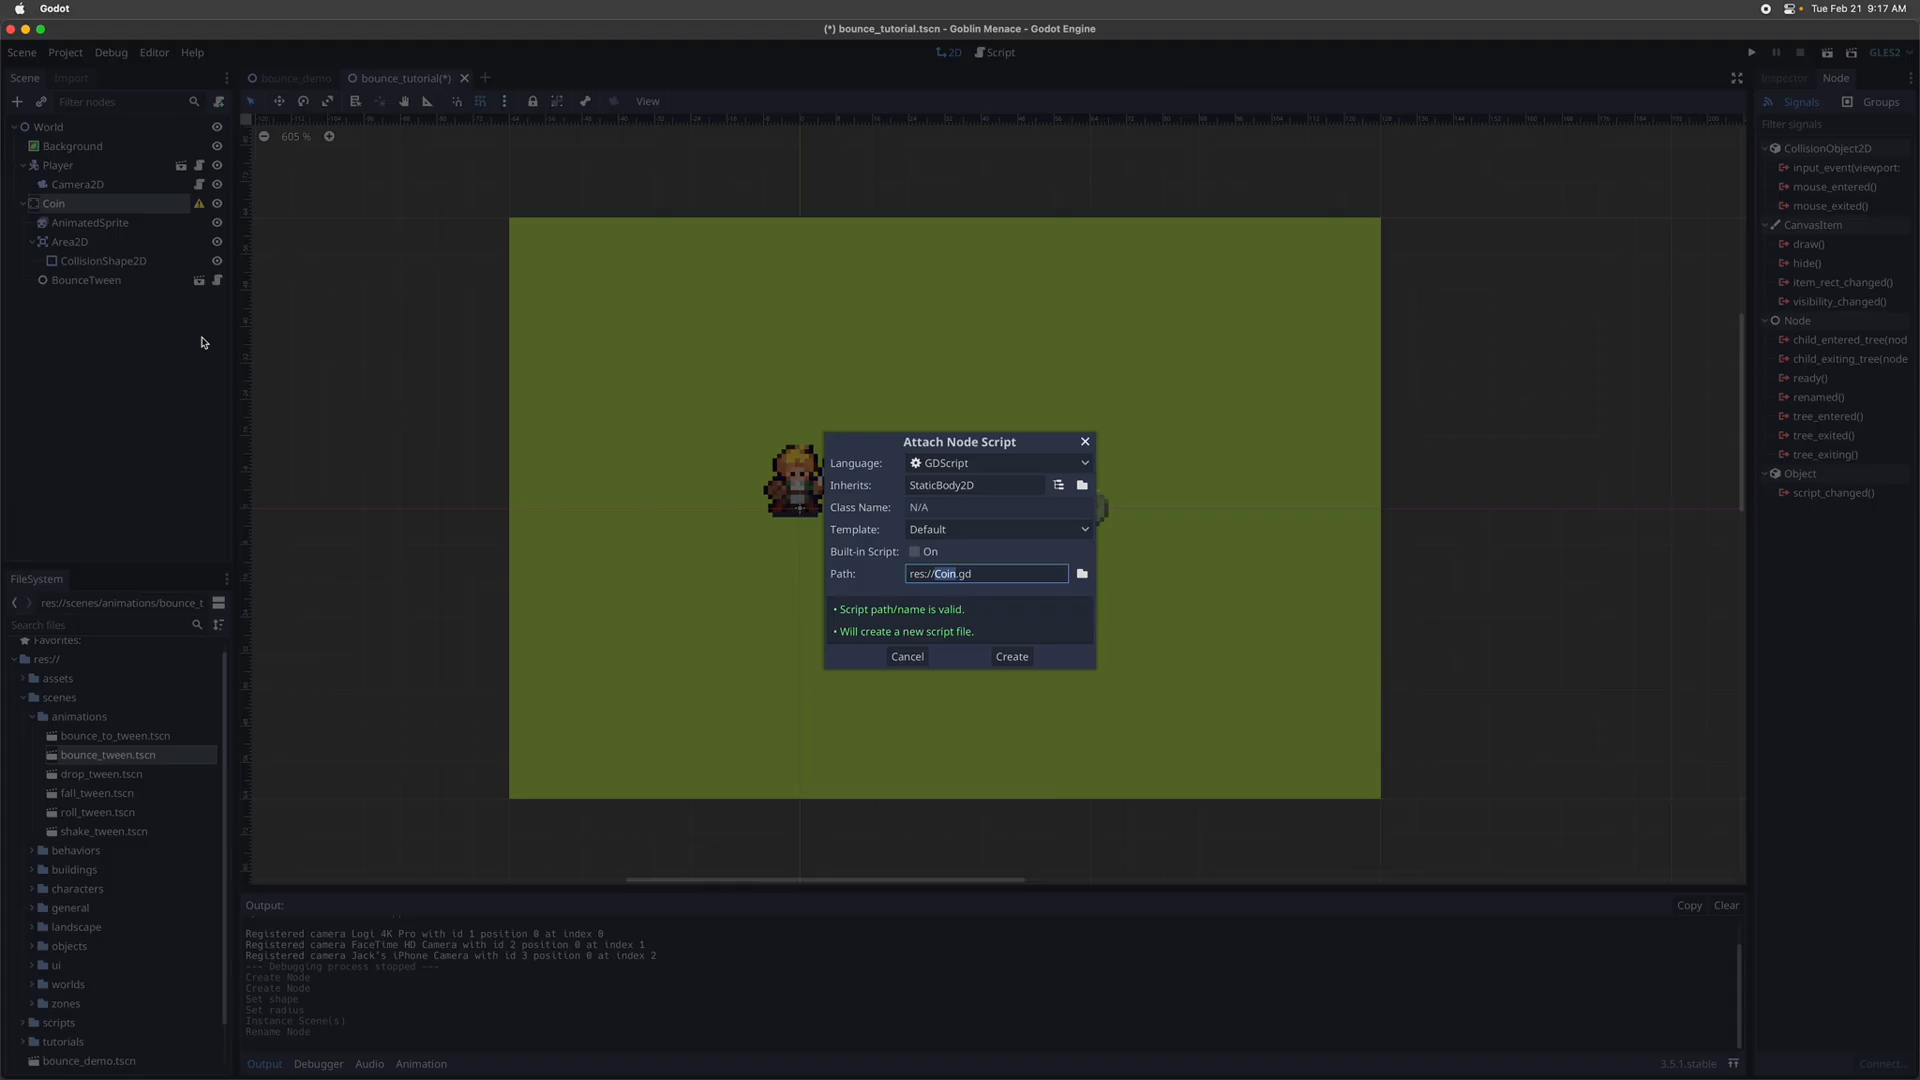 Godot
Tue Feb 21 9:17 AM
(*) bounce_tutorial.tscn - Goblin Menace - Godot Engine
Scene Project Debug Editor Help
2D Script
GLES2
Scene Import
bounce_demo
bounce_tutorial(*)
Inspector Node
Filter nodes
View
Signals Groups
605 %
Filter signals
World
Background
Player
Camera2D
Coin
AnimatedSprite
Area2D
CollisionShape2D
BounceTween
CollisionObject2D
input_event(viewport:
mouse_entered()
mouse_exited()
CanvasItem
draw()
hide()
item_rect_changed()
visibility_changed()
Node
child_entered_tree(nod
child_exiting_tree(node
ready()
renamed()
tree_entered()
tree_exited()
tree_exiting()
Object
script_changed()
Attach Node Script
Language: GDScript
Inherits: StaticBody2D
Class Name: N/A
Template: Default
Built-in Script: On
Path: res://Coin.gd
• Script path/name is valid.
• Will create a new script file.
Cancel Create
FileSystem
res://scenes/animations/bounce_t
Search files
Favorites:
res://
assets
scenes
animations
bounce_to_tween.tscn
bounce_tween.tscn
drop_tween.tscn
fall_tween.tscn
roll_tween.tscn
shake_tween.tscn
behaviors
buildings
characters
general
landscape
objects
ui
worlds
zones
scripts
tutorials
bounce_demo.tscn
Output:
Copy Clear
Registered camera Logi 4K Pro with id 1 position 0 at index 0
Registered camera FaceTime HD Camera with id 2 position 0 at index 1
Registered camera Jack's iPhone Camera with id 3 position 0 at index 2
--- Debugging process stopped ---
Create Node
Create Node
Set shape
Set radius
Instance Scene(s)
Rename Node
Output Debugger Audio Animation
3.5.1.stable
Connect...